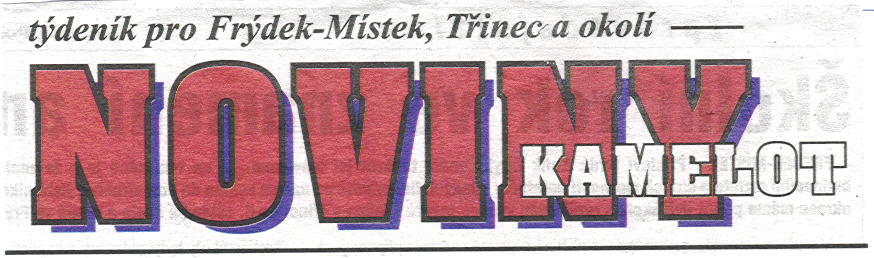 týdeník pro Frýdek-Místek, Třinec a okolí
NOVINY
KAMELOT